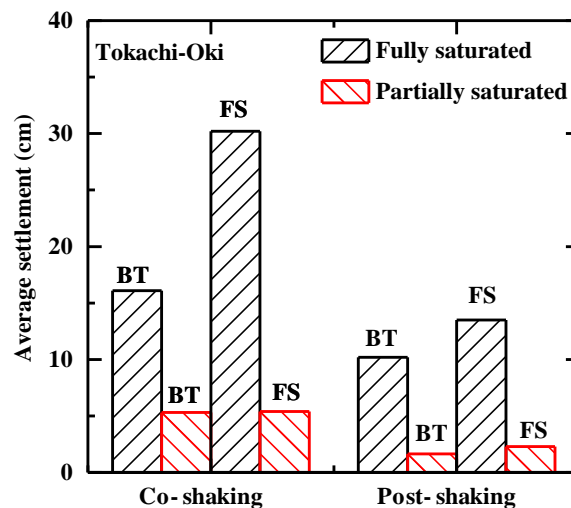 40
Tokachi-Oki
Fully saturated
Partially saturated
FS
30
Average settlement (cm)
20
BT
FS
BT
10
BT
FS
BT
FS
0
Co- shaking
Post- shaking